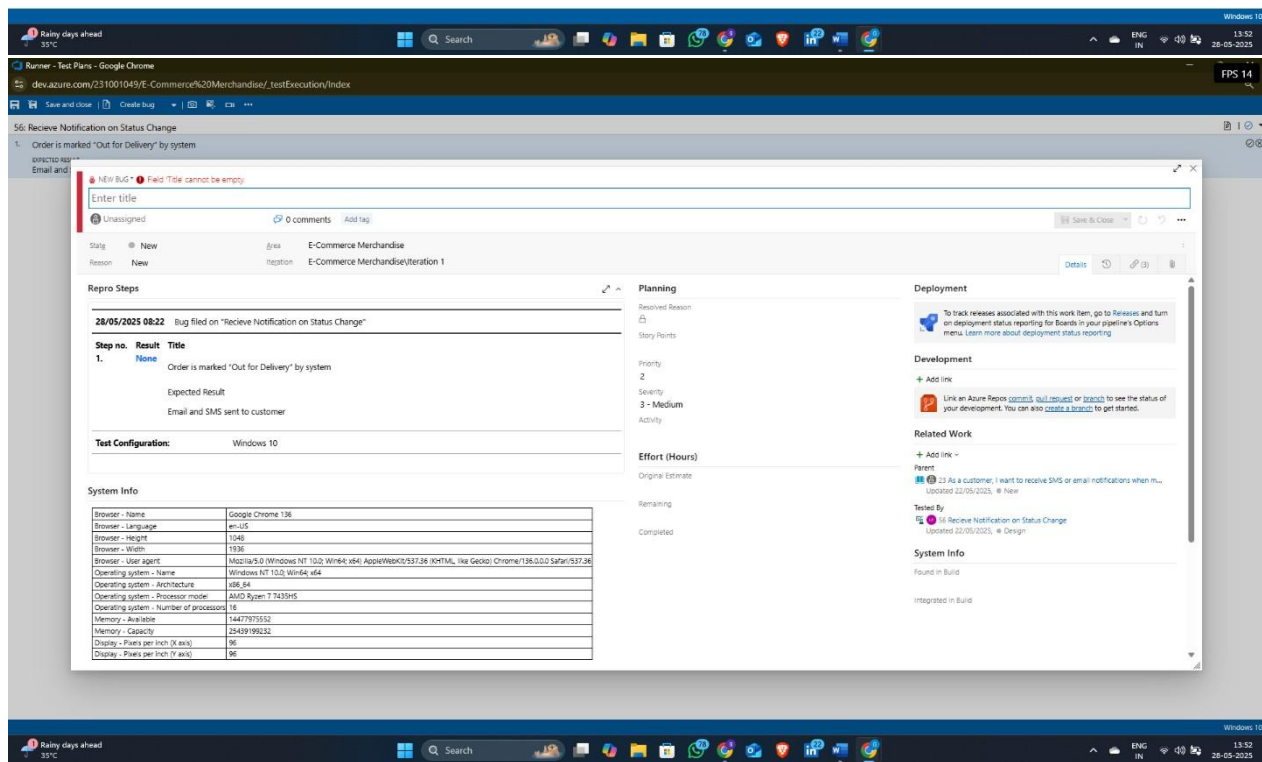 Windows 10
Rainy days ahead
35°C
Search
ENG
IN
13:52
28-05-2025
Runner - Test Plans - Google Chrome
FPS 14
dev.azure.com/231001049/E-Commerce%20Merchandise/_testExecution/Index
Save and close Create bug
56: Recieve Notification on Status Change
1
1. Order is marked "Out for Delivery" by system
EXPECTED
Email and
NEW BUG * Field 'Title' cannot be empty.
Enter title
Unassigned 0 comments Add tag Save & Close
State New Area E-Commerce Merchandise
Reason New Iteration E-Commerce Merchandise\Iteration 1
Details (3)
Repro Steps
28/05/2025 08:22 Bug filed on "Recieve Notification on Status Change"
Step no. Result Title
1. None
Order is marked "Out for Delivery" by system
Expected Result
Email and SMS sent to customer
Test Configuration: Windows 10
System Info
Browser - Name Google Chrome 136
Browser - Language en-US
Browser - Height 1048
Browser - Width 1936
Browser - User agent Mozilla/5.0 (Windows NT 10.0; Win64; x64) AppleWebKit/537.36 (KHTML, like Gecko) Chrome/136.0.0.0 Safari/537.36
Operating system - Name Windows NT 10.0; Win64; x64
Operating system - Architecture x86_64
Operating system - Processor model AMD Ryzen 7 7435HS
Operating system - Number of processors 16
Memory - Available 14477975552
Memory - Capacity 25439199232
Display - Pixels per inch (X axis) 96
Display - Pixels per inch (Y axis) 96
Planning
Resolved Reason
Story Points
Priority
2
Severity
3 - Medium
Activity
Effort (Hours)
Original Estimate
Remaining
Completed
Deployment
To track releases associated with this work item, go to Releases and turn
on deployment status reporting for Boards in your pipeline's Options
menu. Learn more about deployment status reporting
Development
+ Add link
Link an Azure Repos commit, pull request or branch to see the status of
your development. You can also create a branch to get started.
Related Work
+ Add link
Parent
23 As a customer, I want to receive SMS or email notifications when m...
Updated 22/05/2025, New
Tested By
56 Recieve Notification on Status Change
Updated 22/05/2025, Design
System Info
Found in Build
Integrated in Build
Windows 10
Rainy days ahead
35°C
Search
ENG
IN
13:52
28-05-2025